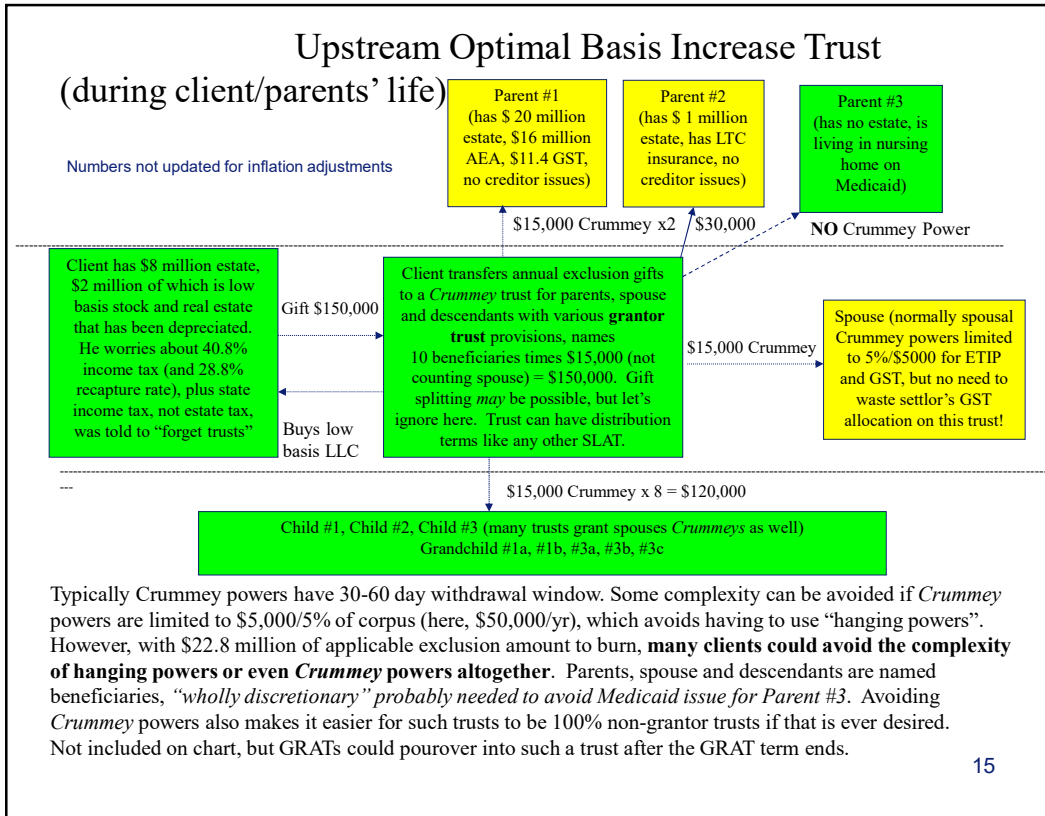 Upstream Optimal Basis Increase Trust
(during client/parents' life)
Numbers not updated for inflation adjustments
Parent #1
(has $ 20 million
estate, $16 million
AEA, $11.4 GST,
no creditor issues)
Parent #2
(has $ 1 million
estate, has LTC
insurance, no
creditor issues)
Parent #3
(has no estate, is
living in nursing
home on
Medicaid)
$15,000 Crummey x2
$30,000
NO Crummey Power
Client has $8 million estate,
$2 million of which is low
basis stock and real estate
that has been depreciated.
He worries about 40.8%
income tax (and 28.8%
recapture rate), plus state
income tax, not estate tax,
was told to “forget trusts”
Gift $150,000
Buys low
basis LLC
Client transfers annual exclusion gifts
to a Crummey trust for parents, spouse
and descendants with various grantor
trust provisions, names
10 beneficiaries times $15,000 (not
counting spouse) = $150,000. Gift
splitting may be possible, but let’s
ignore here. Trust can have distribution
terms like any other SLAT.
$15,000 Crummey
Spouse (normally spousal
Crummey powers limited
to 5%/$5000 for ETIP
and GST, but no need to
waste settlor’s GST
allocation on this trust!
---
$15,000 Crummey x 8 = $120,000
Child #1, Child #2, Child #3 (many trusts grant spouses Crummeys as well)
Grandchild #1a, #1b, #3a, #3b, #3c
Typically Crummey powers have 30-60 day withdrawal window. Some complexity can be avoided if Crummey
powers are limited to $5,000/5% of corpus (here, $50,000/yr), which avoids having to use “hanging powers”.
However, with $22.8 million of applicable exclusion amount to burn, many clients could avoid the complexity
of hanging powers or even Crummey powers altogether. Parents, spouse and descendants are named
beneficiaries, “wholly discretionary” probably needed to avoid Medicaid issue for Parent #3. Avoiding
Crummey powers also makes it easier for such trusts to be 100% non-grantor trusts if that is ever desired.
Not included on chart, but GRATs could pourover into such a trust after the GRAT term ends.
15